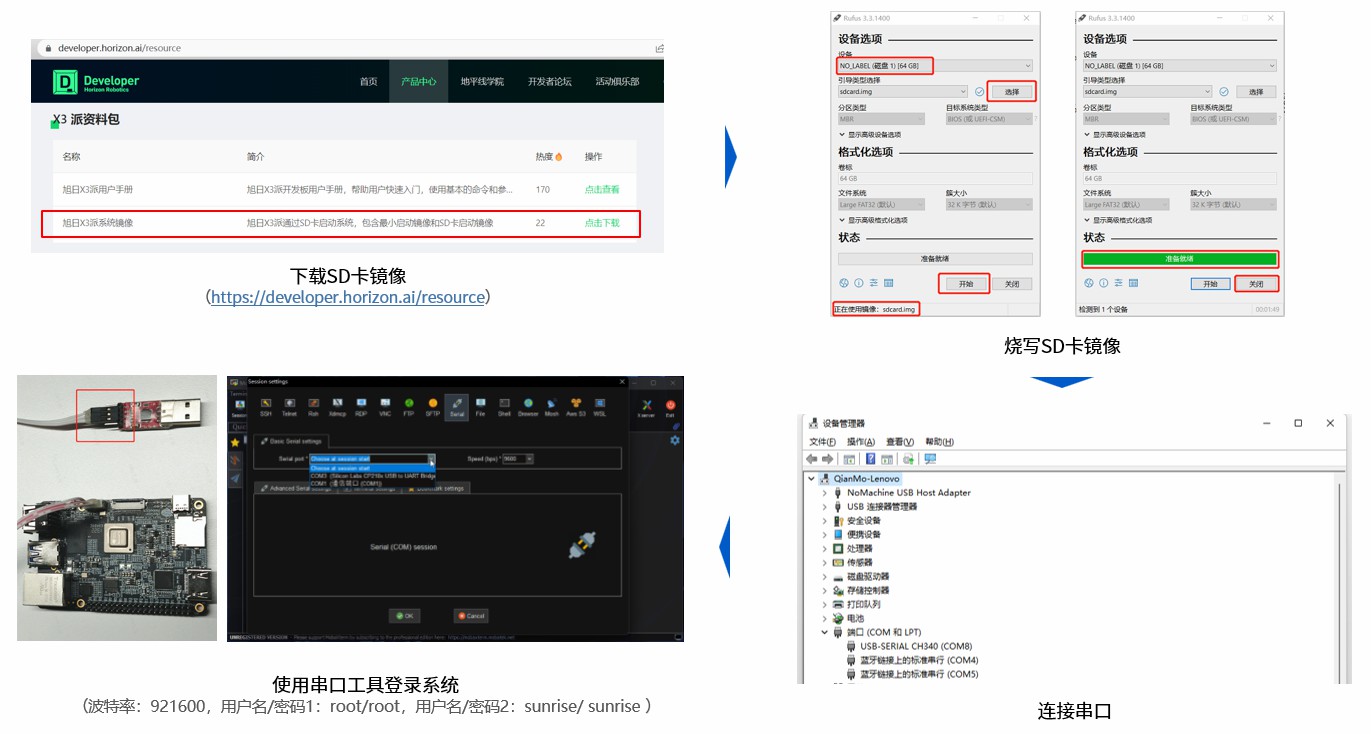 developer.horizon.ai/resource
Developer
Horizon Robotics
首页 产品中心 地平线学院 开发者论坛 活动俱乐部
X3 派资料包
名称 简介 热度 操作
旭日X3派用户手册 旭日X3派开发板用户手册，帮助用户快速入门，使用基本的命令和参... 170 点击查看
旭日X3派系统镜像 旭日X3派通过SD卡启动系统，包含最小启动镜像和SD卡启动镜像 22 点击下载
下载SD卡镜像
（https://developer.horizon.ai/resource）
Rufus 3.3.1400
设备选项
设备
NO_LABEL (磁盘 1) [64 GB]
引导类型选择
sdcard.img 选择
分区类型 目标系统类型
MBR BIOS (或 UEFI-CSM) ?
显示高级设备选项
格式化选项
卷标
64 GB
文件系统 簇大小
Large FAT32 (默认) 32 K 字节 (默认)
显示高级格式化选项
状态
准备就绪
开始 关闭
正在使用镜像：sdcard.img
Rufus 3.3.1400
设备选项
设备
NO_LABEL (磁盘 1) [64 GB]
引导类型选择
sdcard.img 选择
分区类型 目标系统类型
MBR BIOS (或 UEFI-CSM) ?
显示高级设备选项
格式化选项
卷标
64 GB
文件系统 簇大小
Large FAT32 (默认) 32 K 字节 (默认)
显示高级格式化选项
状态
准备就绪
开始 关闭
检测到 1 个设备 00:01:49
烧写SD卡镜像
设备管理器
文件(F) 操作(A) 查看(V) 帮助(H)
QianMo-Lenovo
NoMachine USB Host Adapter
USB 连接器管理器
安全设备
便携设备
处理器
传感器
磁盘驱动器
存储控制器
打印队列
电池
端口 (COM 和 LPT)
USB-SERIAL CH340 (COM8)
蓝牙链接上的标准串行 (COM4)
蓝牙链接上的标准串行 (COM5)
连接串口
Session settings
SSH Telnet Rsh Xdmcp RDP VNC FTP SFTP Serial File Shell Browser Mosh Aws S3 WSL
X server Exit
Basic Serial settings
Serial port * Choose at session start Speed (bps) * 9600
Choose at session start
COM3 (Silicon Labs CP210x USB to UART Bridge
COM1 (通信端口 (COM1))
Advanced Serial settings Terminal settings Bookmark settings
Serial (COM) session
OK Cancel
UNREGISTERED VERSION - Please support MobaXterm by subscribing to the professional edition here: https://mobaxterm.mobatek.net
使用串口工具登录系统
（波特率：921600，用户名/密码1：root/root，用户名/密码2：sunrise/ sunrise ）